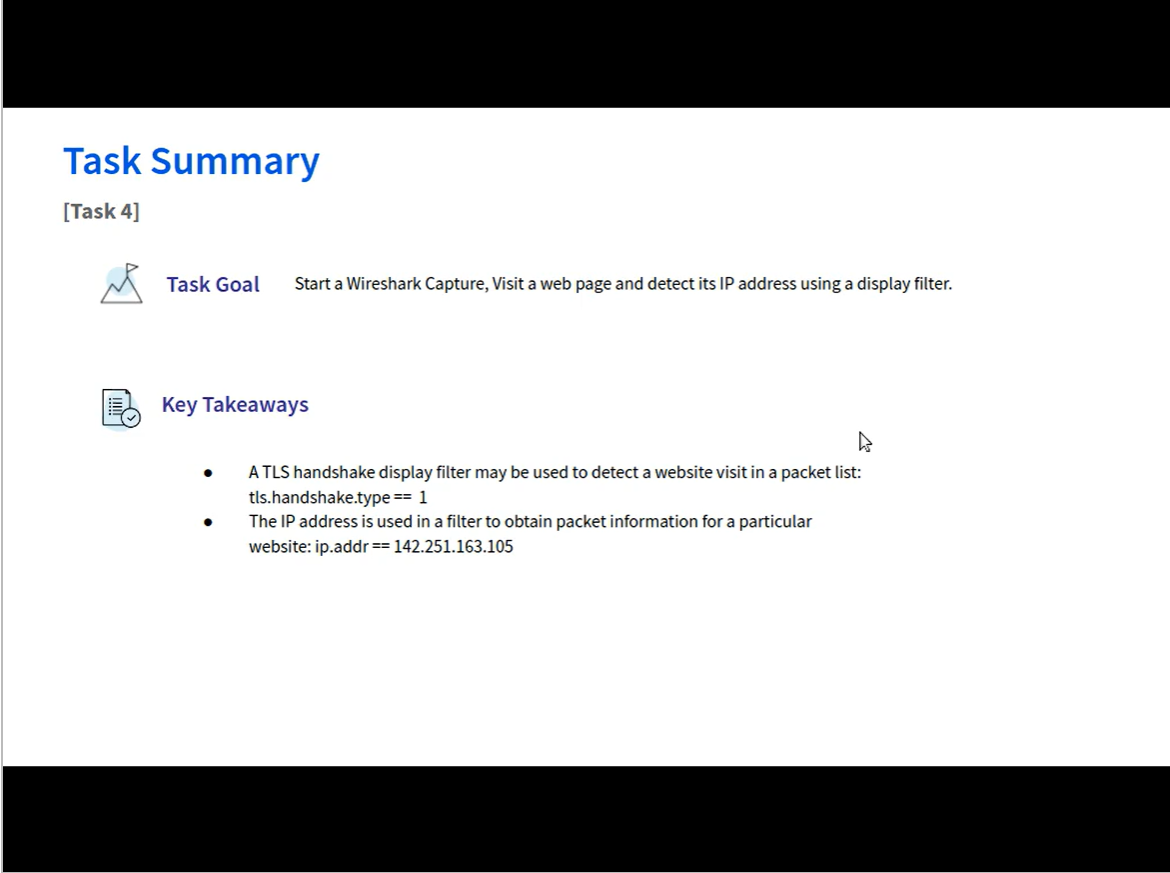 Task Summary
[Task 4]
Task Goal
Start a Wireshark Capture, Visit a web page and detect its IP address using a display filter.
Key Takeaways
● A TLS handshake display filter may be used to detect a website visit in a packet list:
tls.handshake.type == 1
● The IP address is used in a filter to obtain packet information for a particular
website: ip.addr == 142.251.163.105